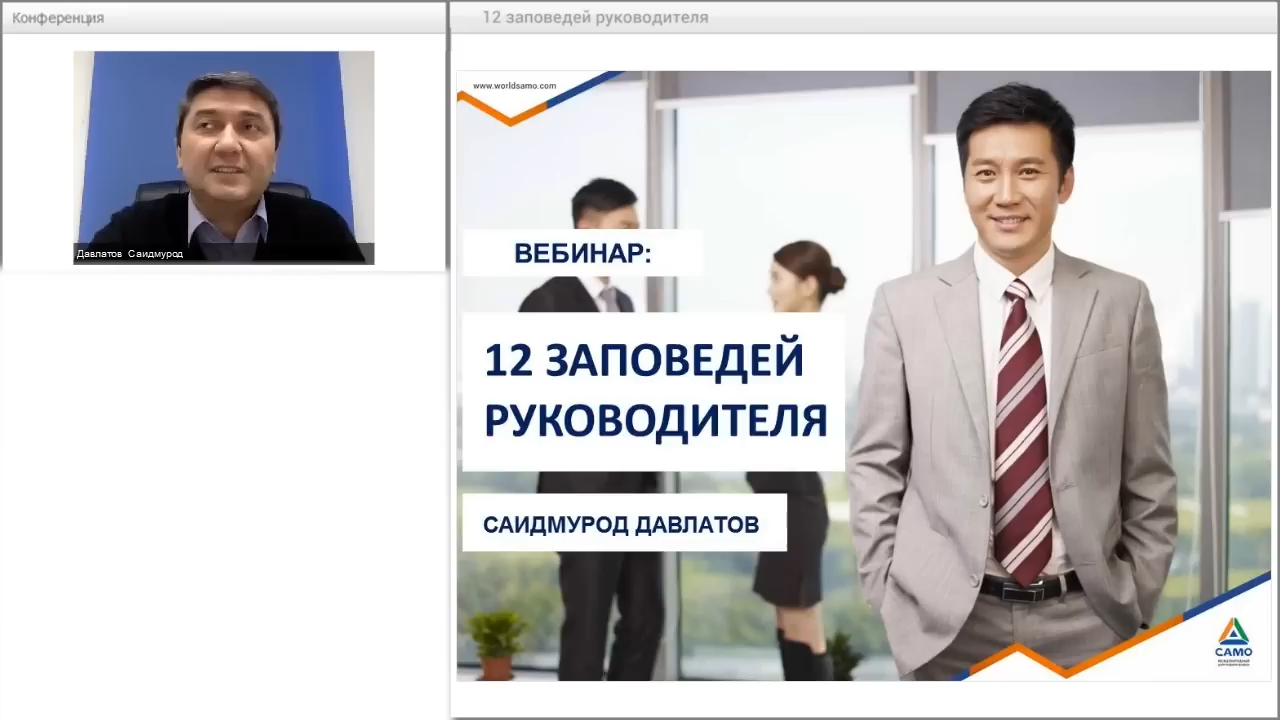 Конференция
12 заповедей руководителя
Давлатов Саидмурод
www.worldsamo.com
ВЕБИНАР:
12 ЗАПОВЕДЕЙ
РУКОВОДИТЕЛЯ
САИДМУРОД ДАВЛАТОВ
САМО